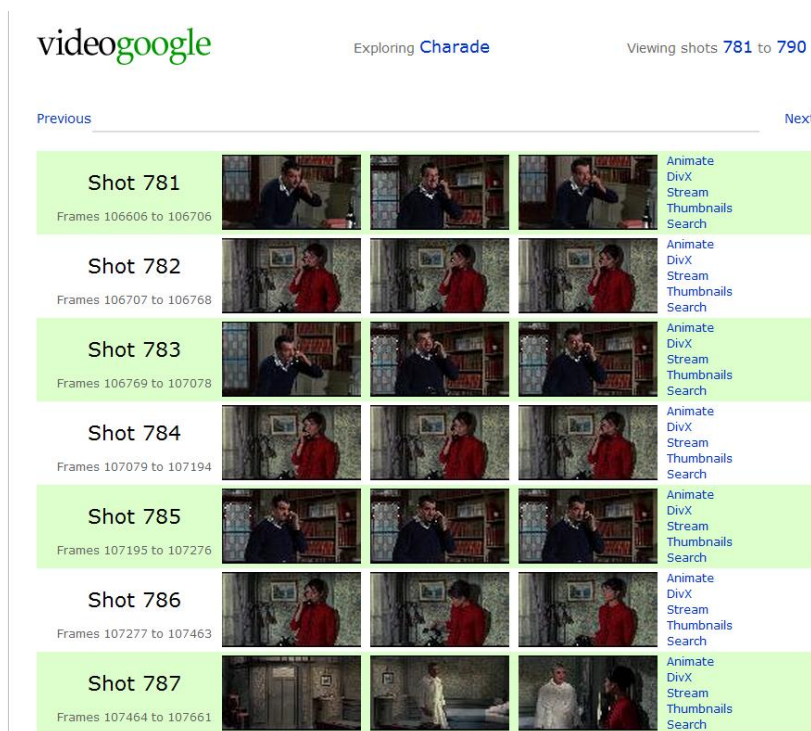 videogoogle
Exploring Charade
Viewing shots 781 to 790
Previous
Next
Shot 781
Frames 106606 to 106706
Animate
DivX
Stream
Thumbnails
Search
Shot 782
Frames 106707 to 106768
Animate
DivX
Stream
Thumbnails
Search
Shot 783
Frames 106769 to 107078
Animate
DivX
Stream
Thumbnails
Search
Shot 784
Frames 107079 to 107194
Animate
DivX
Stream
Thumbnails
Search
Shot 785
Frames 107195 to 107276
Animate
DivX
Stream
Thumbnails
Search
Shot 786
Frames 107277 to 107463
Animate
DivX
Stream
Thumbnails
Search
Shot 787
Frames 107464 to 107661
Animate
DivX
Stream
Thumbnails
Search